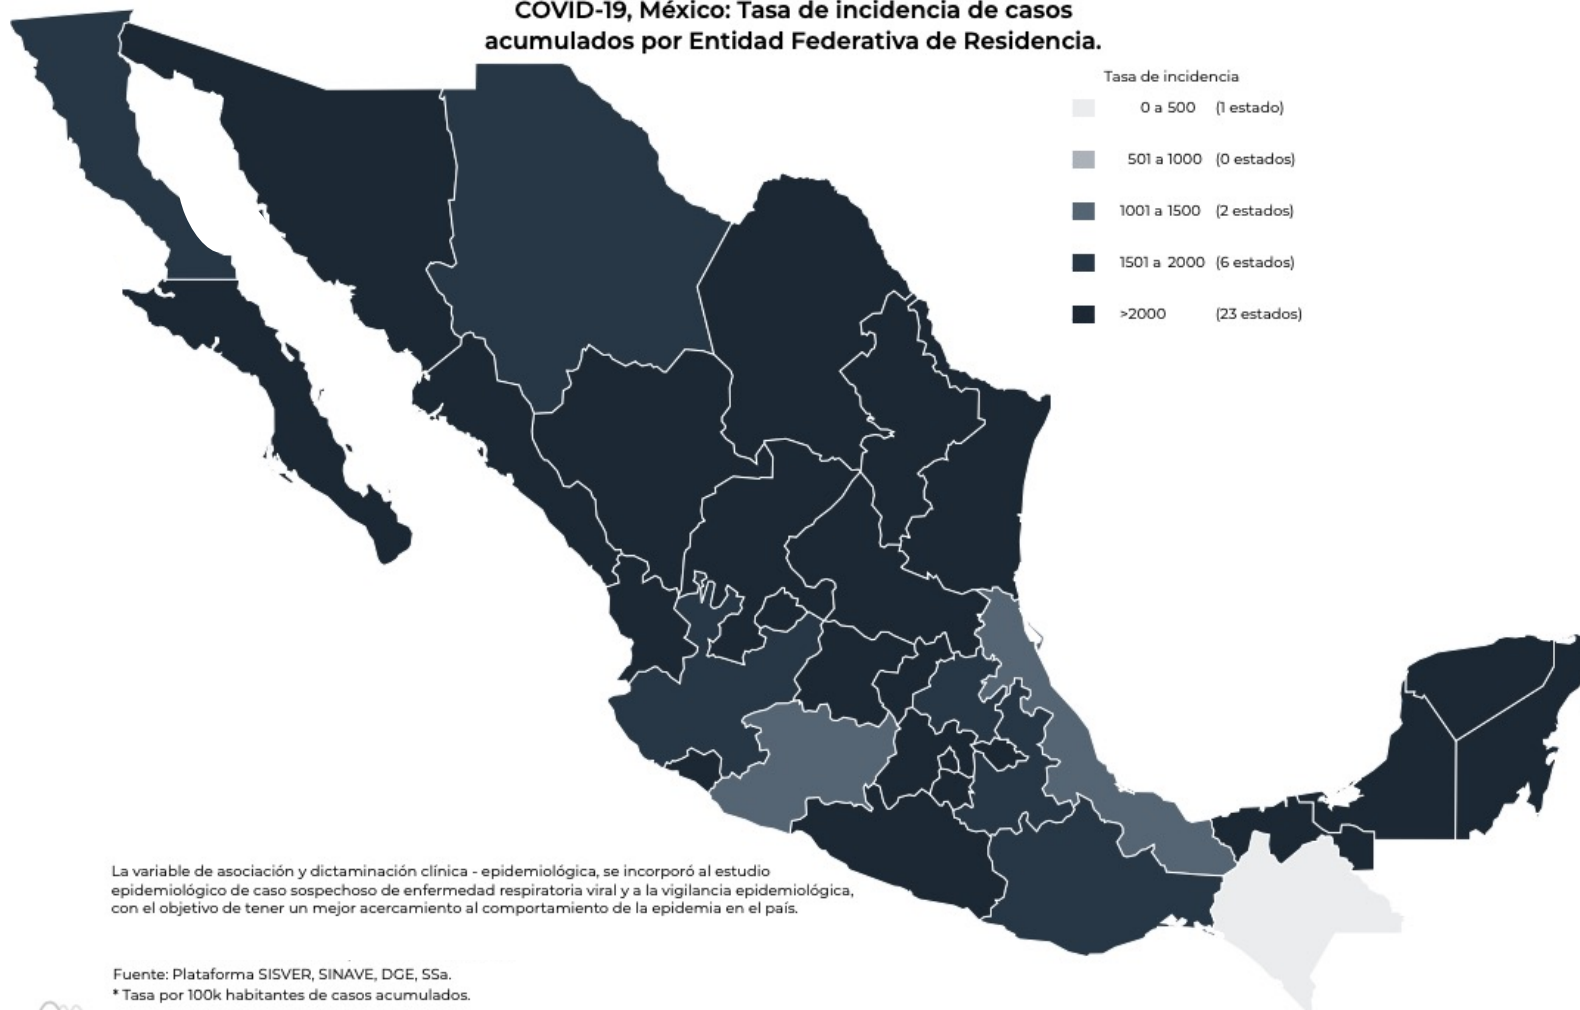 COVID-19, México: Tasa de incidencia de casos
acumulados por Entidad Federativa de Residencia.
Tasa de incidencia
0 a 500 (1 estado)
501 a 1000 (0 estados)
1001 a 1500 (2 estados)
1501 a 2000 (6 estados)
>2000 (23 estados)
La variable de asociación y dictaminación clínica - epidemiológica, se incorporó al estudio
epidemiológico de caso sospechoso de enfermedad respiratoria viral y a la vigilancia epidemiológica,
con el objetivo de tener un mejor acercamiento al comportamiento de la epidemia en el país.
Fuente: Plataforma SISVER, SINAVE, DGE, SSa.
* Tasa por 100k habitantes de casos acumulados.